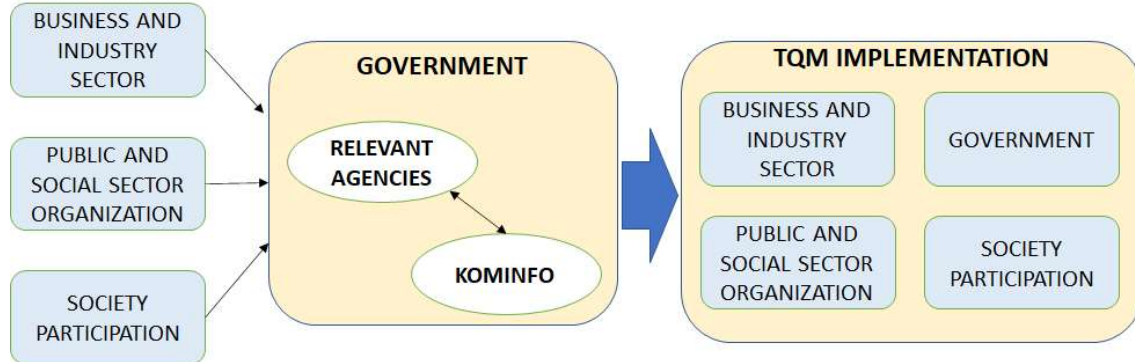 BUSINESS AND
INDUSTRY
SECTOR
PUBLIC AND
SOCIAL SECTOR
ORGANIZATION
SOCIETY
PARTICIPATION
GOVERNMENT
RELEVANT
AGENCIES
KOMINFO
TQM IMPLEMENTATION
BUSINESS AND
INDUSTRY
SECTOR
GOVERNMENT
PUBLIC AND
SOCIAL SECTOR
ORGANIZATION
SOCIETY
PARTICIPATION